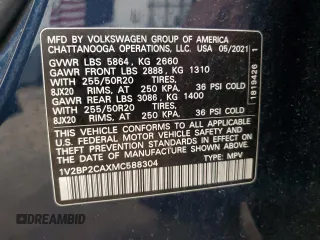 MFD BY VOLKSWAGEN GROUP OF AMERICA
CHATTANOOGA OPERATIONS, LLC. USA 05/2021
GVWR LBS 5864, KG 2660
GAWR FRONT LBS 2888, KG 1310
WITH 255/50R20 TIRES,
8JX20 RIMS, AT 250 KPA. 36 PSI COLD
GAWR REAR LBS 3086, KG 1400
WITH 255/50R20 TIRES,
8JX20 RIMS, AT 250 KPA. 36 PSI COLD
THIS VEHICLE CONFORMS TO ALL APPLICABLE
FEDERAL MOTOR VEHICLE SAFETY STANDARDS
IN EFFECT ON THE DATE OF MANUFACTURE
SHOWN ABOVE.
1V2BP2CAXMC588304 TYPE: MPV
1819426 1
© DREAMBID
DREAMBID.COM